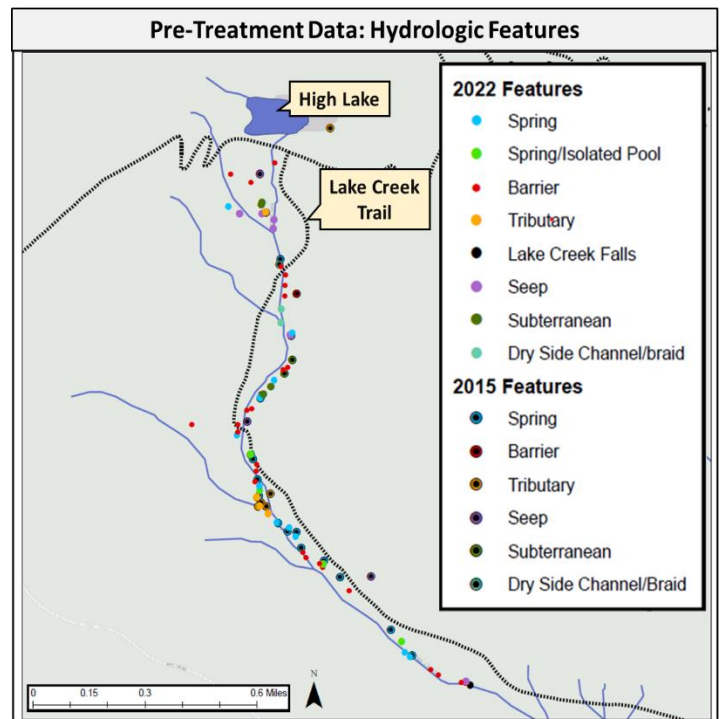 Pre-Treatment Data: Hydrologic Features
High Lake
Lake Creek
Trail
2022 Features
Spring
Spring/Isolated Pool
Barrier
Tributary
Lake Creek Falls
Seep
Subterranean
Dry Side Channel/braid
2015 Features
Spring
Barrier
Tributary
Seep
Subterranean
Dry Side Channel/Braid
N
0 0.15 0.3 0.6 Miles